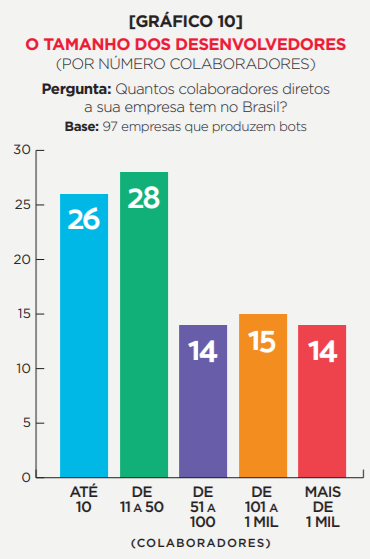 [GRÁFICO 10]
O TAMANHO DOS DESENVOLVEDORES
(POR NÚMERO COLABORADORES)
Pergunta: Quantos colaboradores diretos
a sua empresa tem no Brasil?
Base: 97 empresas que produzem bots
30
25
20
15
10
5
0
26
28
14
15
14
ATÉ
10
DE
11 A 50
DE
51 A
100
DE
101 A
1 MIL
MAIS
DE
1 MIL
(COLABORADORES)